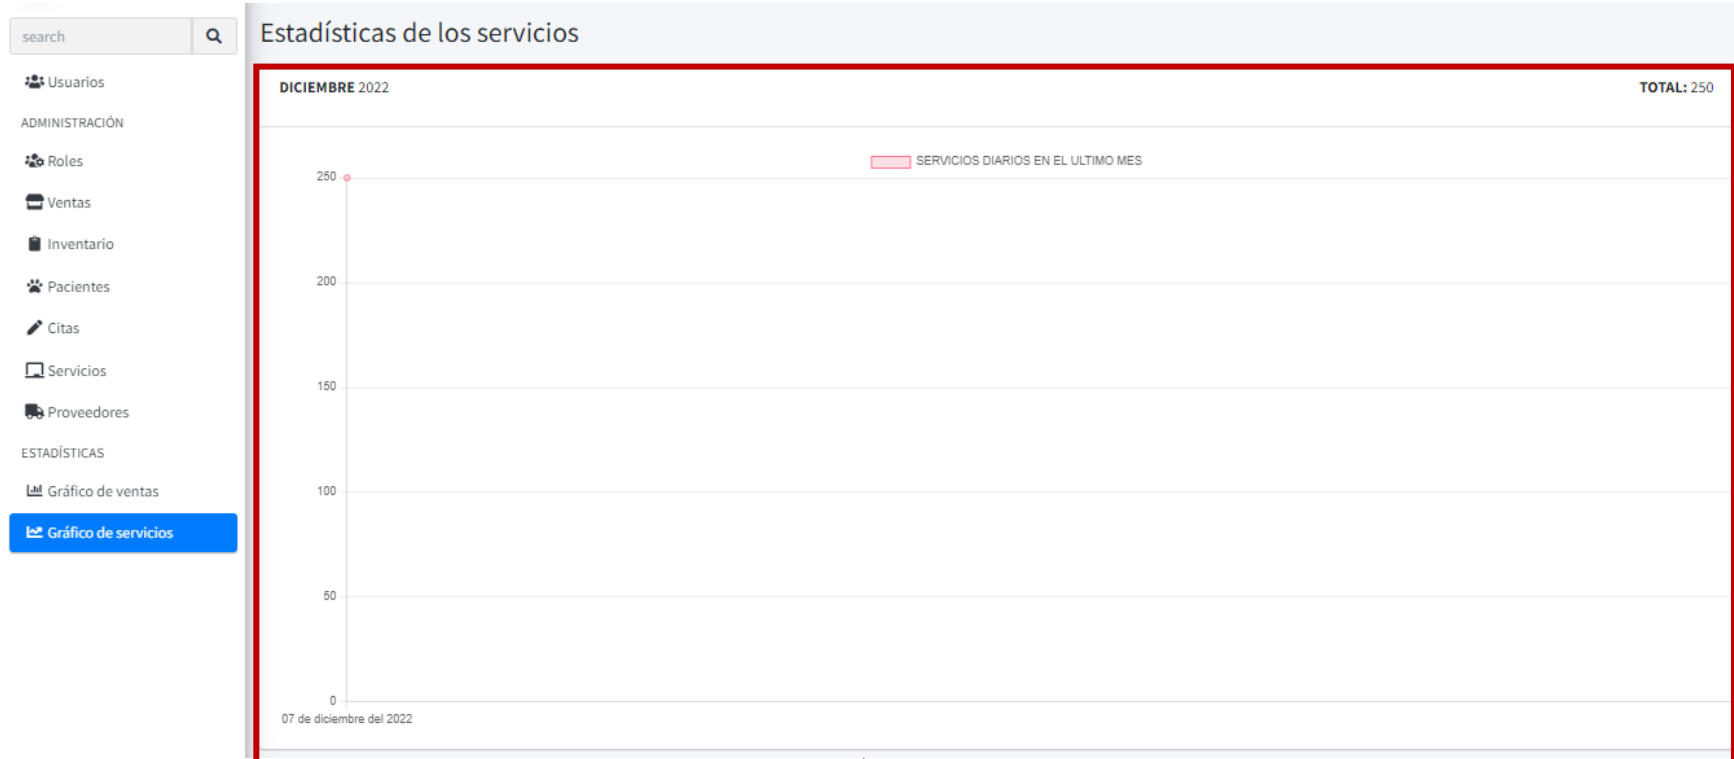 search
Usuarios
ADMINISTRACIÓN
Roles
Ventas
Inventario
Pacientes
Citas
Servicios
Proveedores
ESTADÍSTICAS
Gráfico de ventas
Gráfico de servicios
Estadísticas de los servicios
DICIEMBRE 2022
TOTAL: 250
SERVICIOS DIARIOS EN EL ULTIMO MES
250
200
150
100
50
0
07 de diciembre del 2022